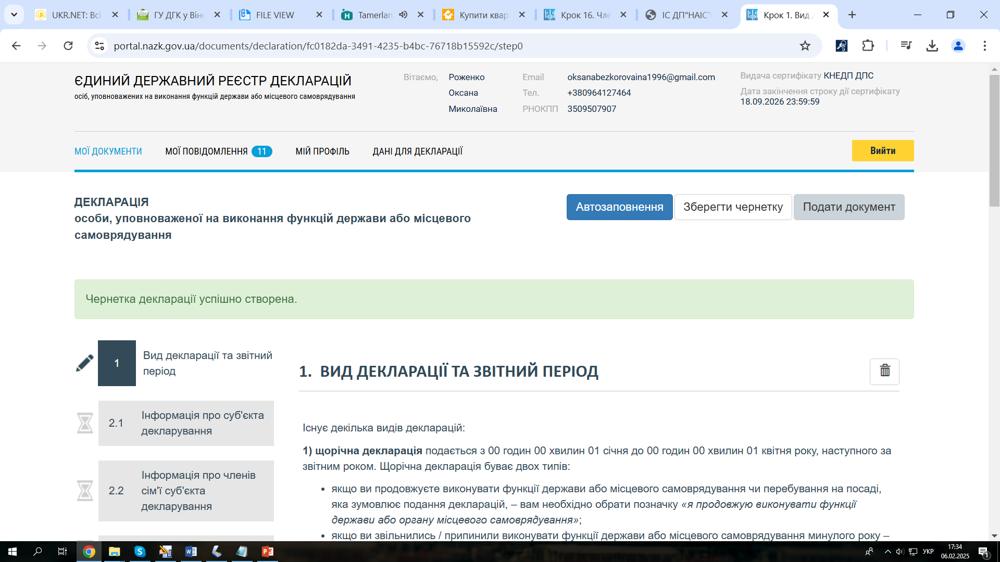 UKR.NET: Всі
ГУ ДГК у Війн
FILE VIEW
Tamerlan
Купити квар
Крок 16. Чле
ІС ДП"НАІС"
Крок 1. Вид
portal.nazk.gov.ua/documents/declaration/fc0182da-3491-4235-b4bc-76718b15592c/step0
ЄДИНИЙ ДЕРЖАВНИЙ РЕЄСТР ДЕКЛАРАЦІЙ
осіб, уповноважених на виконання функцій держави або місцевого самоврядування
Вітаємо,
Роженко
Оксана
Миколаївна
Email oksanabezkorovaina1996@gmail.com
Тел. +380964127464
РНОКПП 3509507907
Видача сертифікату КНЕДП ДПС
Дата закінчення строку дії сертифікату
18.09.2026 23:59:59
МОЇ ДОКУМЕНТИ
МОЇ ПОВІДОМЛЕННЯ 11
МІЙ ПРОФІЛЬ
ДАНІ ДЛЯ ДЕКЛАРАЦІЇ
Вийти
ДЕКЛАРАЦІЯ
особи, уповноваженої на виконання функцій держави або місцевого
самоврядування
Автозаповнення
Зберегти чернетку
Подати документ
Чернетка декларації успішно створена.
1
Вид декларації та звітний
період
2.1
Інформація про суб'єкта
декларування
2.2
Інформація про членів
сім'ї суб'єкта
декларування
1. ВИД ДЕКЛАРАЦІЇ ТА ЗВІТНИЙ ПЕРІОД
Існує декілька видів декларацій:
1) щорічна декларація подається з 00 годин 00 хвилин 01 січня до 00 годин 00 хвилин 01 квітня року, наступного за
звітним роком. Щорічна декларація буває двох типів:
• якщо ви продовжуєте виконувати функції держави або місцевого самоврядування чи перебування на посаді,
яка зумовлює подання декларацій, – вам необхідно обрати позначку «я продовжую виконувати функції
держави або органу місцевого самоврядування»;
• якщо ви звільнились / припинили виконувати функції держави або місцевого самоврядування минулого року –
УКР
17:34
06.02.2025
1